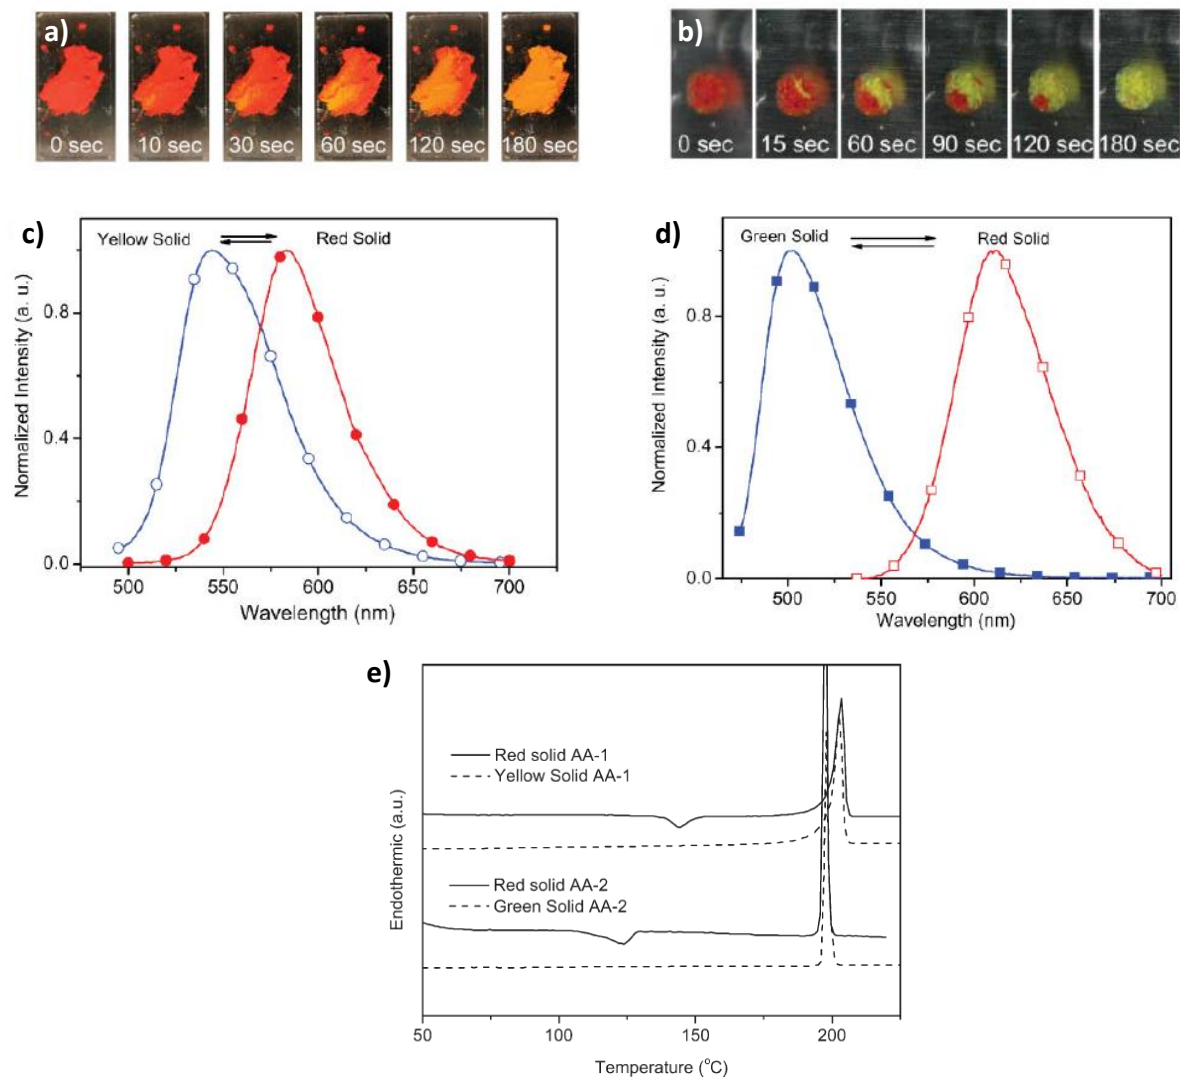 a)
0 sec 10 sec 30 sec 60 sec 120 sec 180 sec
b)
0 sec 15 sec 60 sec 90 sec 120 sec 180 sec
c)
Yellow Solid Red Solid
Normalized Intensity (a. u.)
0.8
0.4
0.0
500 550 600 650 700
Wavelength (nm)
d)
Green Solid Red Solid
Normalized Intensity (a. u.)
0.8
0.4
0.0
500 550 600 650 700
Wavelength (nm)
e)
Red solid AA-1
Yellow Solid AA-1
Red solid AA-2
Green Solid AA-2
Endothermic (a.u.)
50 100 150 200
Temperature (°C)